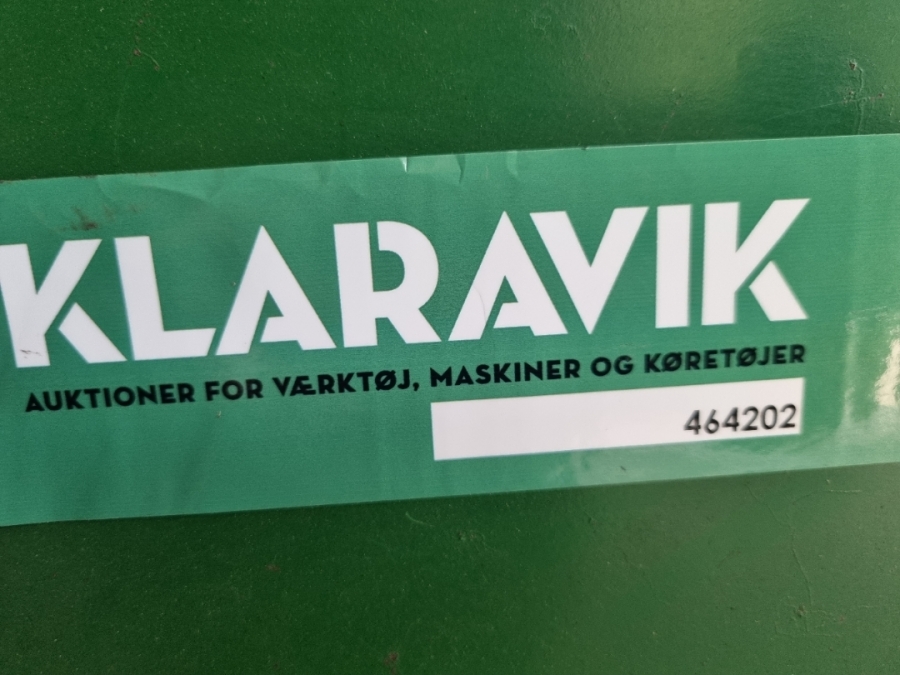 KLARAVIK
AUKTIONER FOR VÆRKTØJ, MASKINER OG KØRETØJER
464202